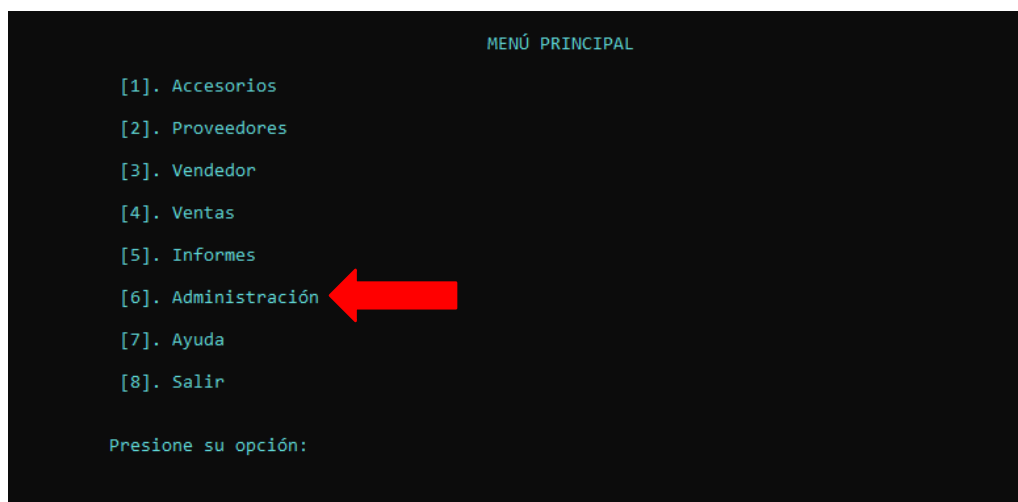 MENÚ PRINCIPAL
[1]. Accesorios
[2]. Proveedores
[3]. Vendedor
[4]. Ventas
[5]. Informes
[6]. Administración
[7]. Ayuda
[8]. Salir
Presione su opción: